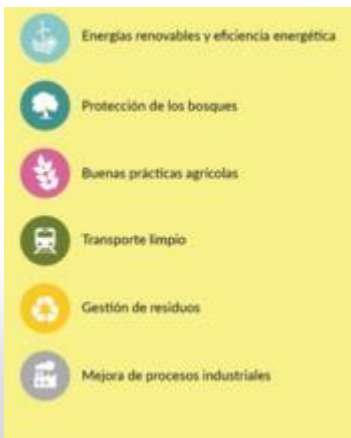 Energías renovables y eficiencia energética
Protección de los bosques
Buenas prácticas agrícolas
Transporte limpio
Gestión de residuos
Mejora de procesos industriales